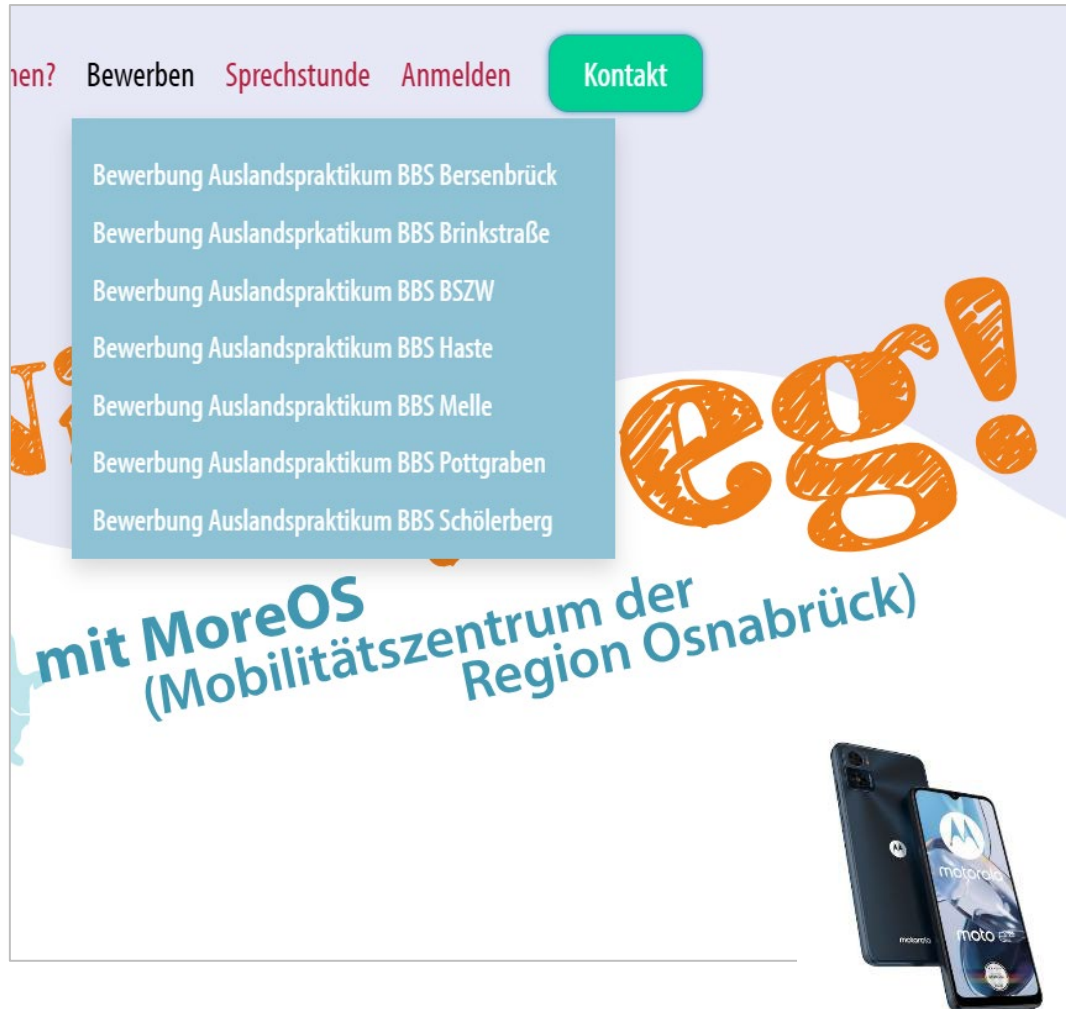 Bewerben Sprechstunde Anmelden Kontakt
Bewerbung Auslandspraktikum BBS Bersenbrück
Bewerbung Auslandsprkatikum BBS Brinkstraße
Bewerbung Auslandspraktikum BBS BSZW
Bewerbung Auslandspraktikum BBS Haste
Bewerbung Auslandspraktikum BBS Melle
Bewerbung Auslandspraktikum BBS Pottgraben
Bewerbung Auslandspraktikum BBS Schölerberg
eg!
mit MoreOS
(Mobilitätszentrum der
Region Osnabrück)
motorola
motorola
moto